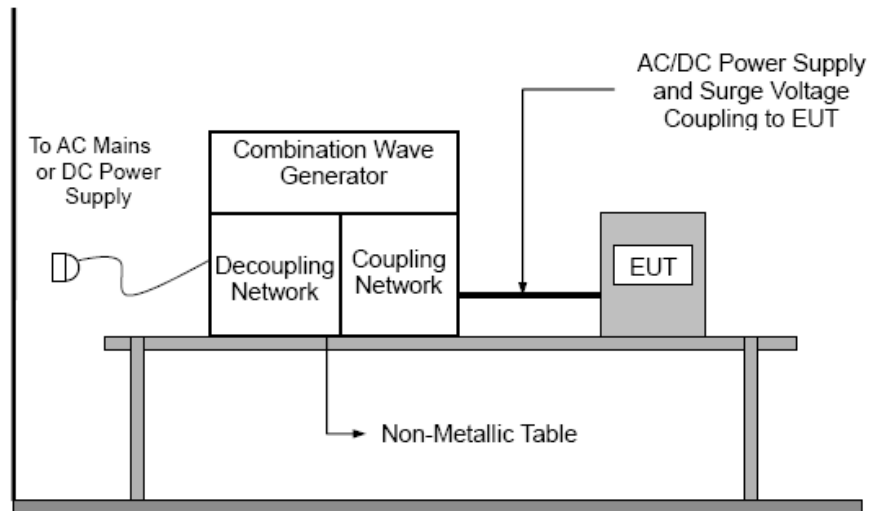 AC/DC Power Supply
and Surge Voltage
Coupling to EUT
To AC Mains
or DC Power
Supply
Combination Wave
Generator
Decoupling
Network
Coupling
Network
EUT
Non-Metallic Table